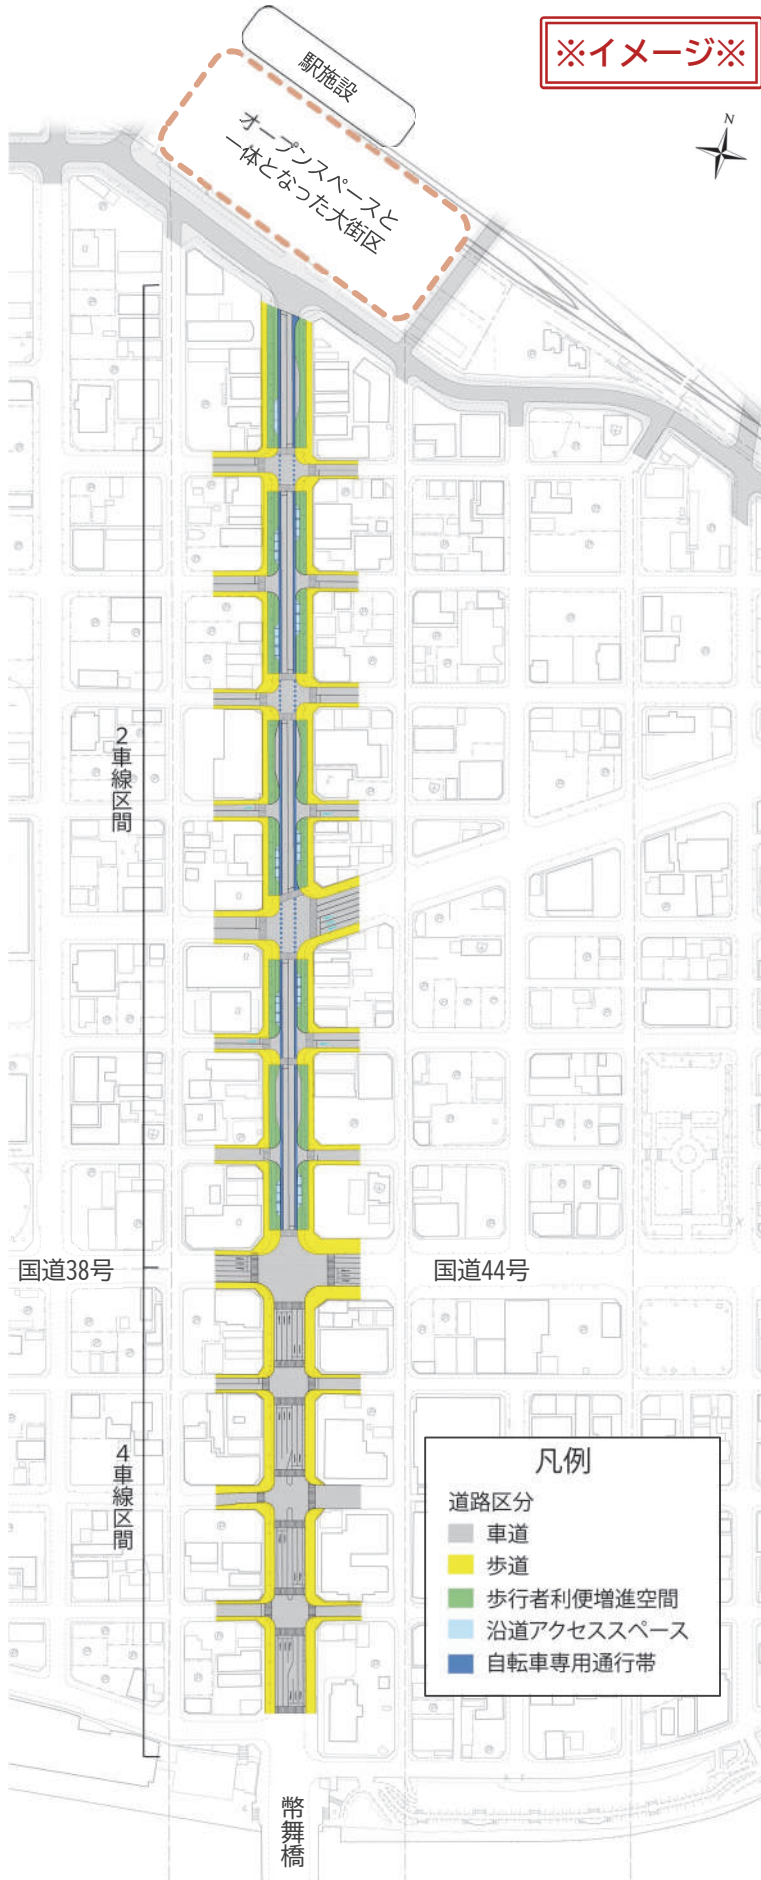 ※イメージ※
駅施設
オープンスペースと
一体となった大街区
N
2車線区間
国道38号
国道44号
4車線区間
凡例
道路区分
車道
歩道
歩行者利便増進空間
沿道アクセススペース
自転車専用通行帯
幣舞橋